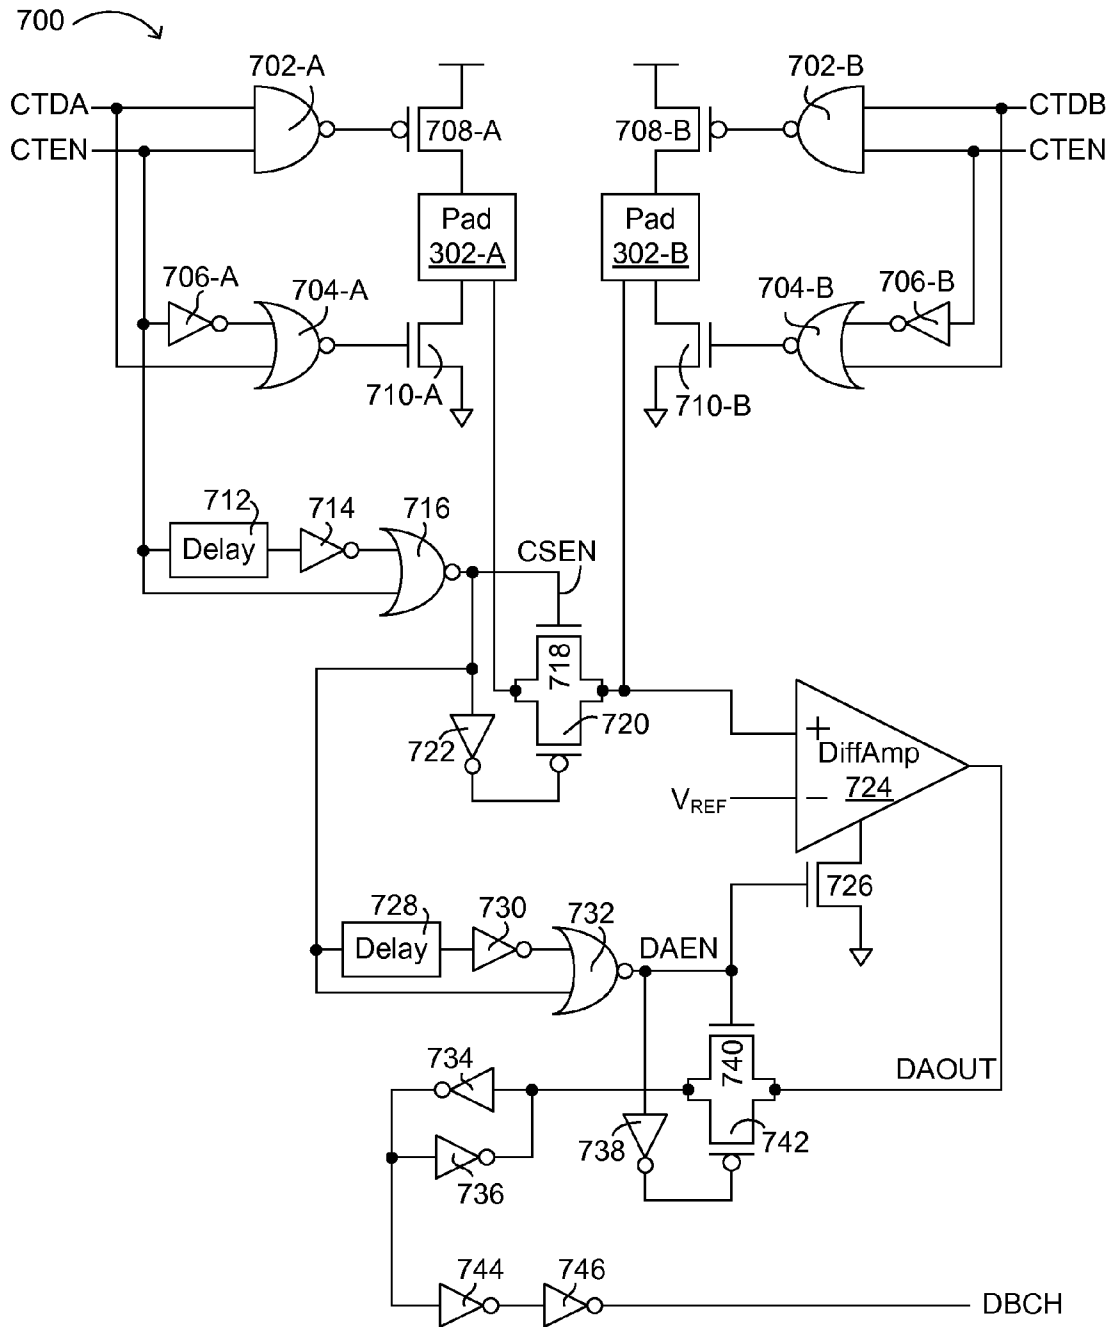 700
702-A
702-B
CTDA
CTDB
708-A
708-B
CTEN
CTEN
Pad
302-A
Pad
302-B
706-A
704-A
704-B
706-B
710-A
710-B
712
714
716
Delay
CSEN
718
720
722
+
DiffAmp
724
VREF
−
726
728
730
732
Delay
DAEN
740
734
DAOUT
738
742
736
744
746
DBCH